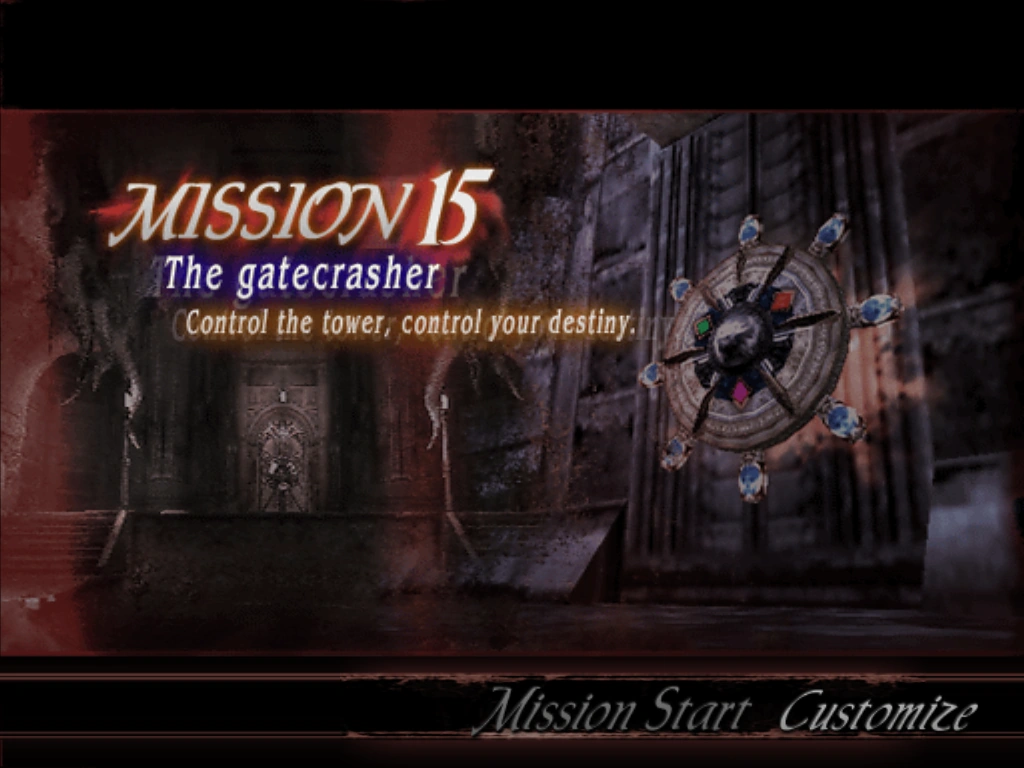 MISSION 15
The gatecrasher
Control the tower, control your destiny.
Mission Start Customize